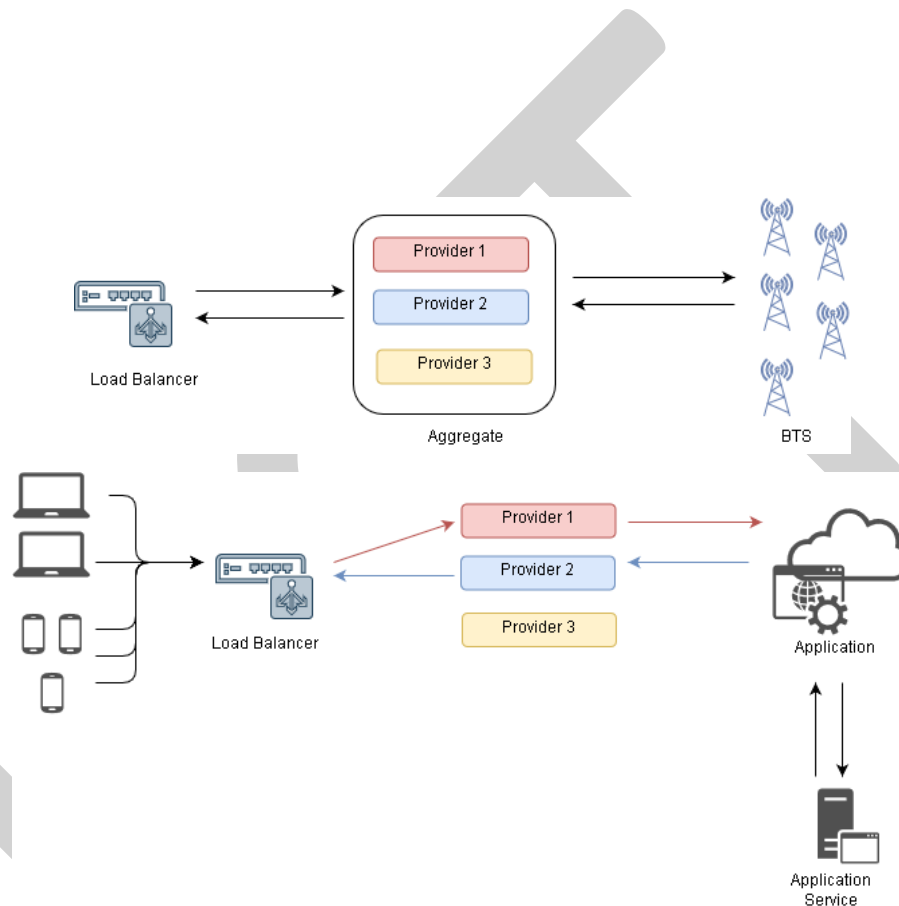 Provider 1
Provider 2
Provider 3
Load Balancer
Aggregate
BTS
Provider 1
Provider 2
Provider 3
Load Balancer
Application
Application
Service